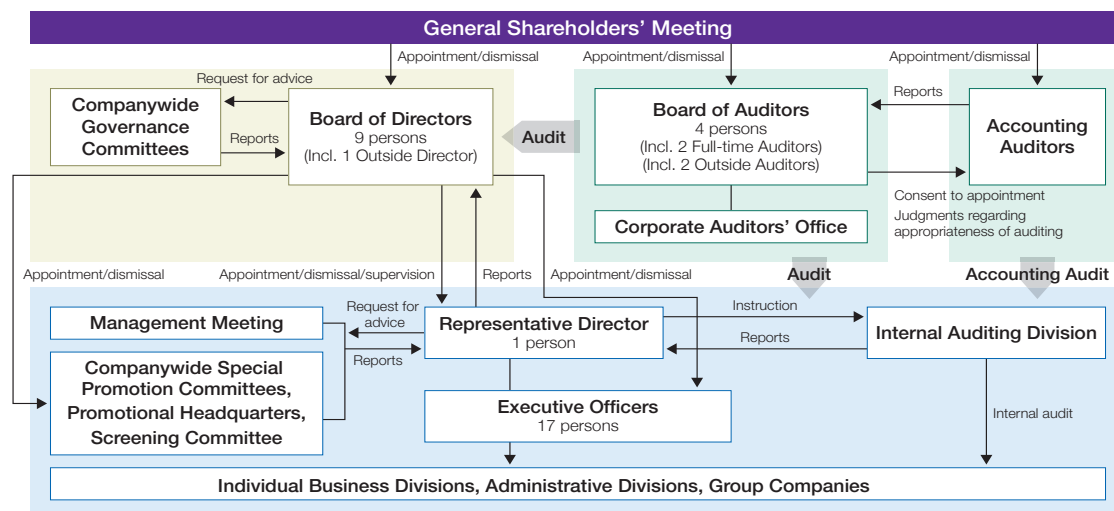 General Shareholders’ Meeting
Appointment/dismissal
Appointment/dismissal
Appointment/dismissal
Request for advice
Companywide
Governance
Committees
Reports
Board of Directors
9 persons
(Incl. 1 Outside Director)
Audit
Board of Auditors
4 persons
(Incl. 2 Full-time Auditors)
(Incl. 2 Outside Auditors)
Reports
Accounting
Auditors
Consent to appointment
Judgments regarding
appropriateness of auditing
Corporate Auditors’ Office
Appointment/dismissal
Appointment/dismissal/supervision
Reports
Appointment/dismissal
Audit
Accounting Audit
Management Meeting
Request for
advice
Reports
Representative Director
1 person
Instruction
Reports
Internal Auditing Division
Companywide Special
Promotion Committees,
Promotional Headquarters,
Screening Committee
Executive Officers
17 persons
Internal audit
Individual Business Divisions, Administrative Divisions, Group Companies